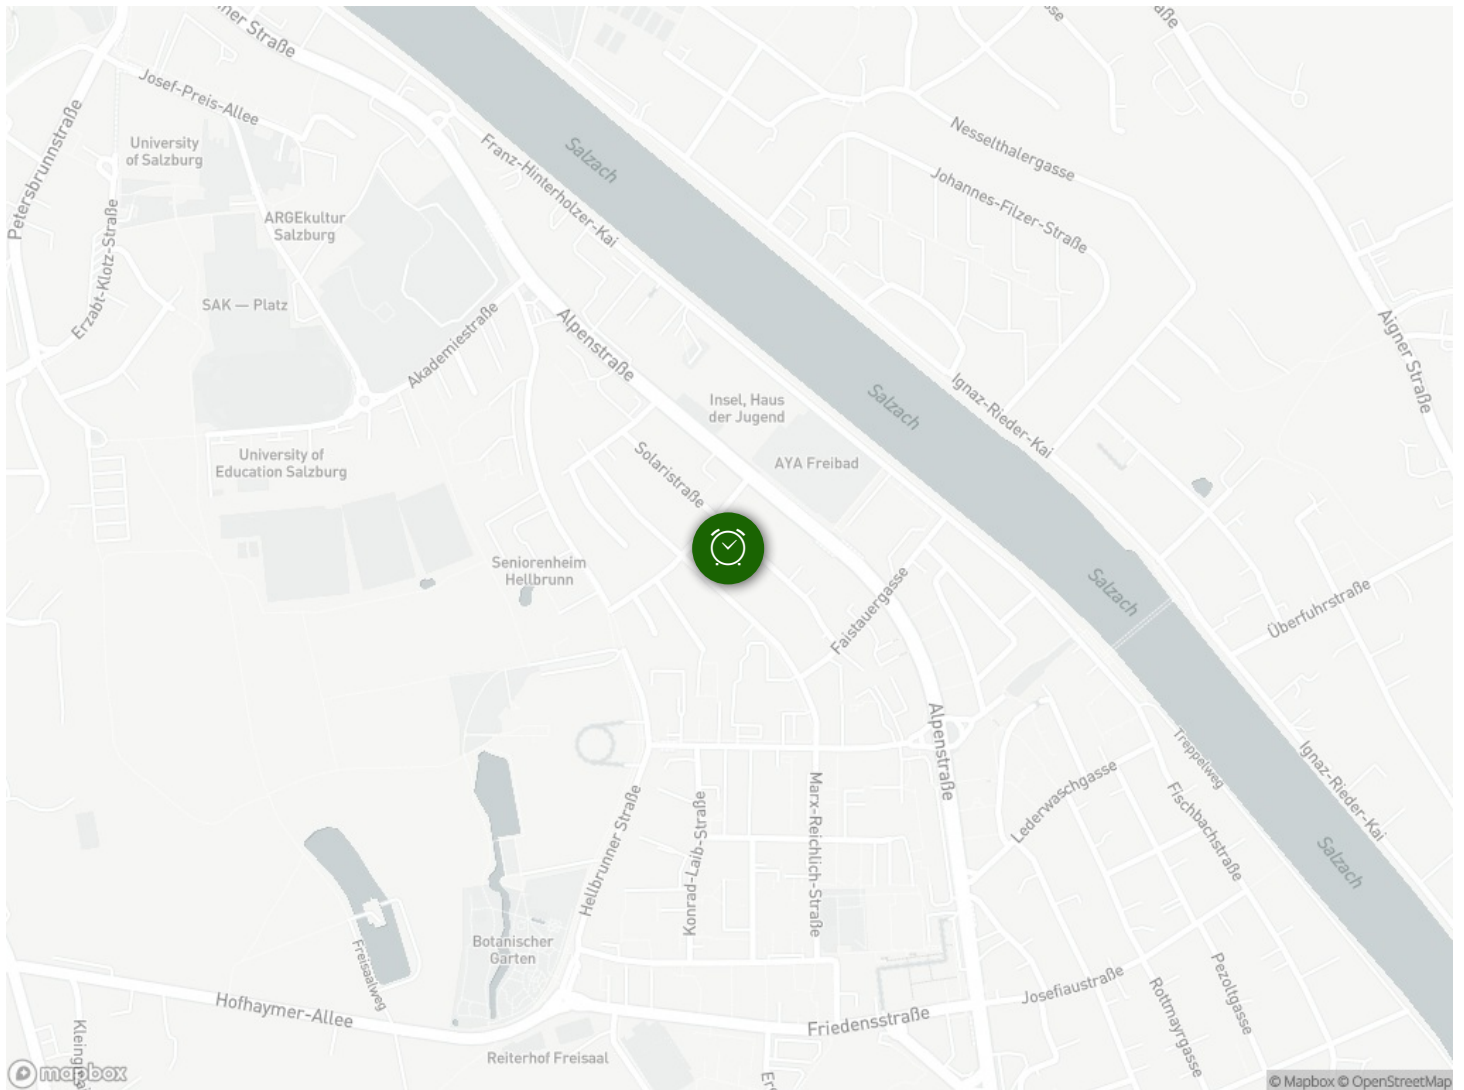 ner Straße
Josef-Preis-Allee
Petersbrunnstraße
University
of Salzburg
Erzabt-Klotz-Straße
ARGEkultur
Salzburg
SAK — Platz
Akademiestraße
Franz-Hinterholzer-Kai
Salzach
Nesselthalergasse
Johannes-Filzer-Straße
Aigner Straße
Alpenstraße
Insel, Haus
der Jugend
Salzach
Ignaz-Rieder-Kai
AYA Freibad
Solaristraße
University of
Education Salzburg
Seniorenheim
Hellbrunn
Faistauergasse
Salzach
Überfuhrstraße
Alpenstraße
Treppelweg
Ignaz-Rieder-Kai
Lederwaschgasse
Fischbachstraße
Salzach
Hellbrunner Straße
Konrad-Laib-Straße
Marx-Reichlich-Straße
Botanischer
Garten
Freisaalweg
Hofhaymer-Allee
Friedensstraße
Josefiaustraße
Rottmayrgasse
Pezoltgasse
Reiterhof Freisaal
mapbox
© Mapbox © OpenStreetMap